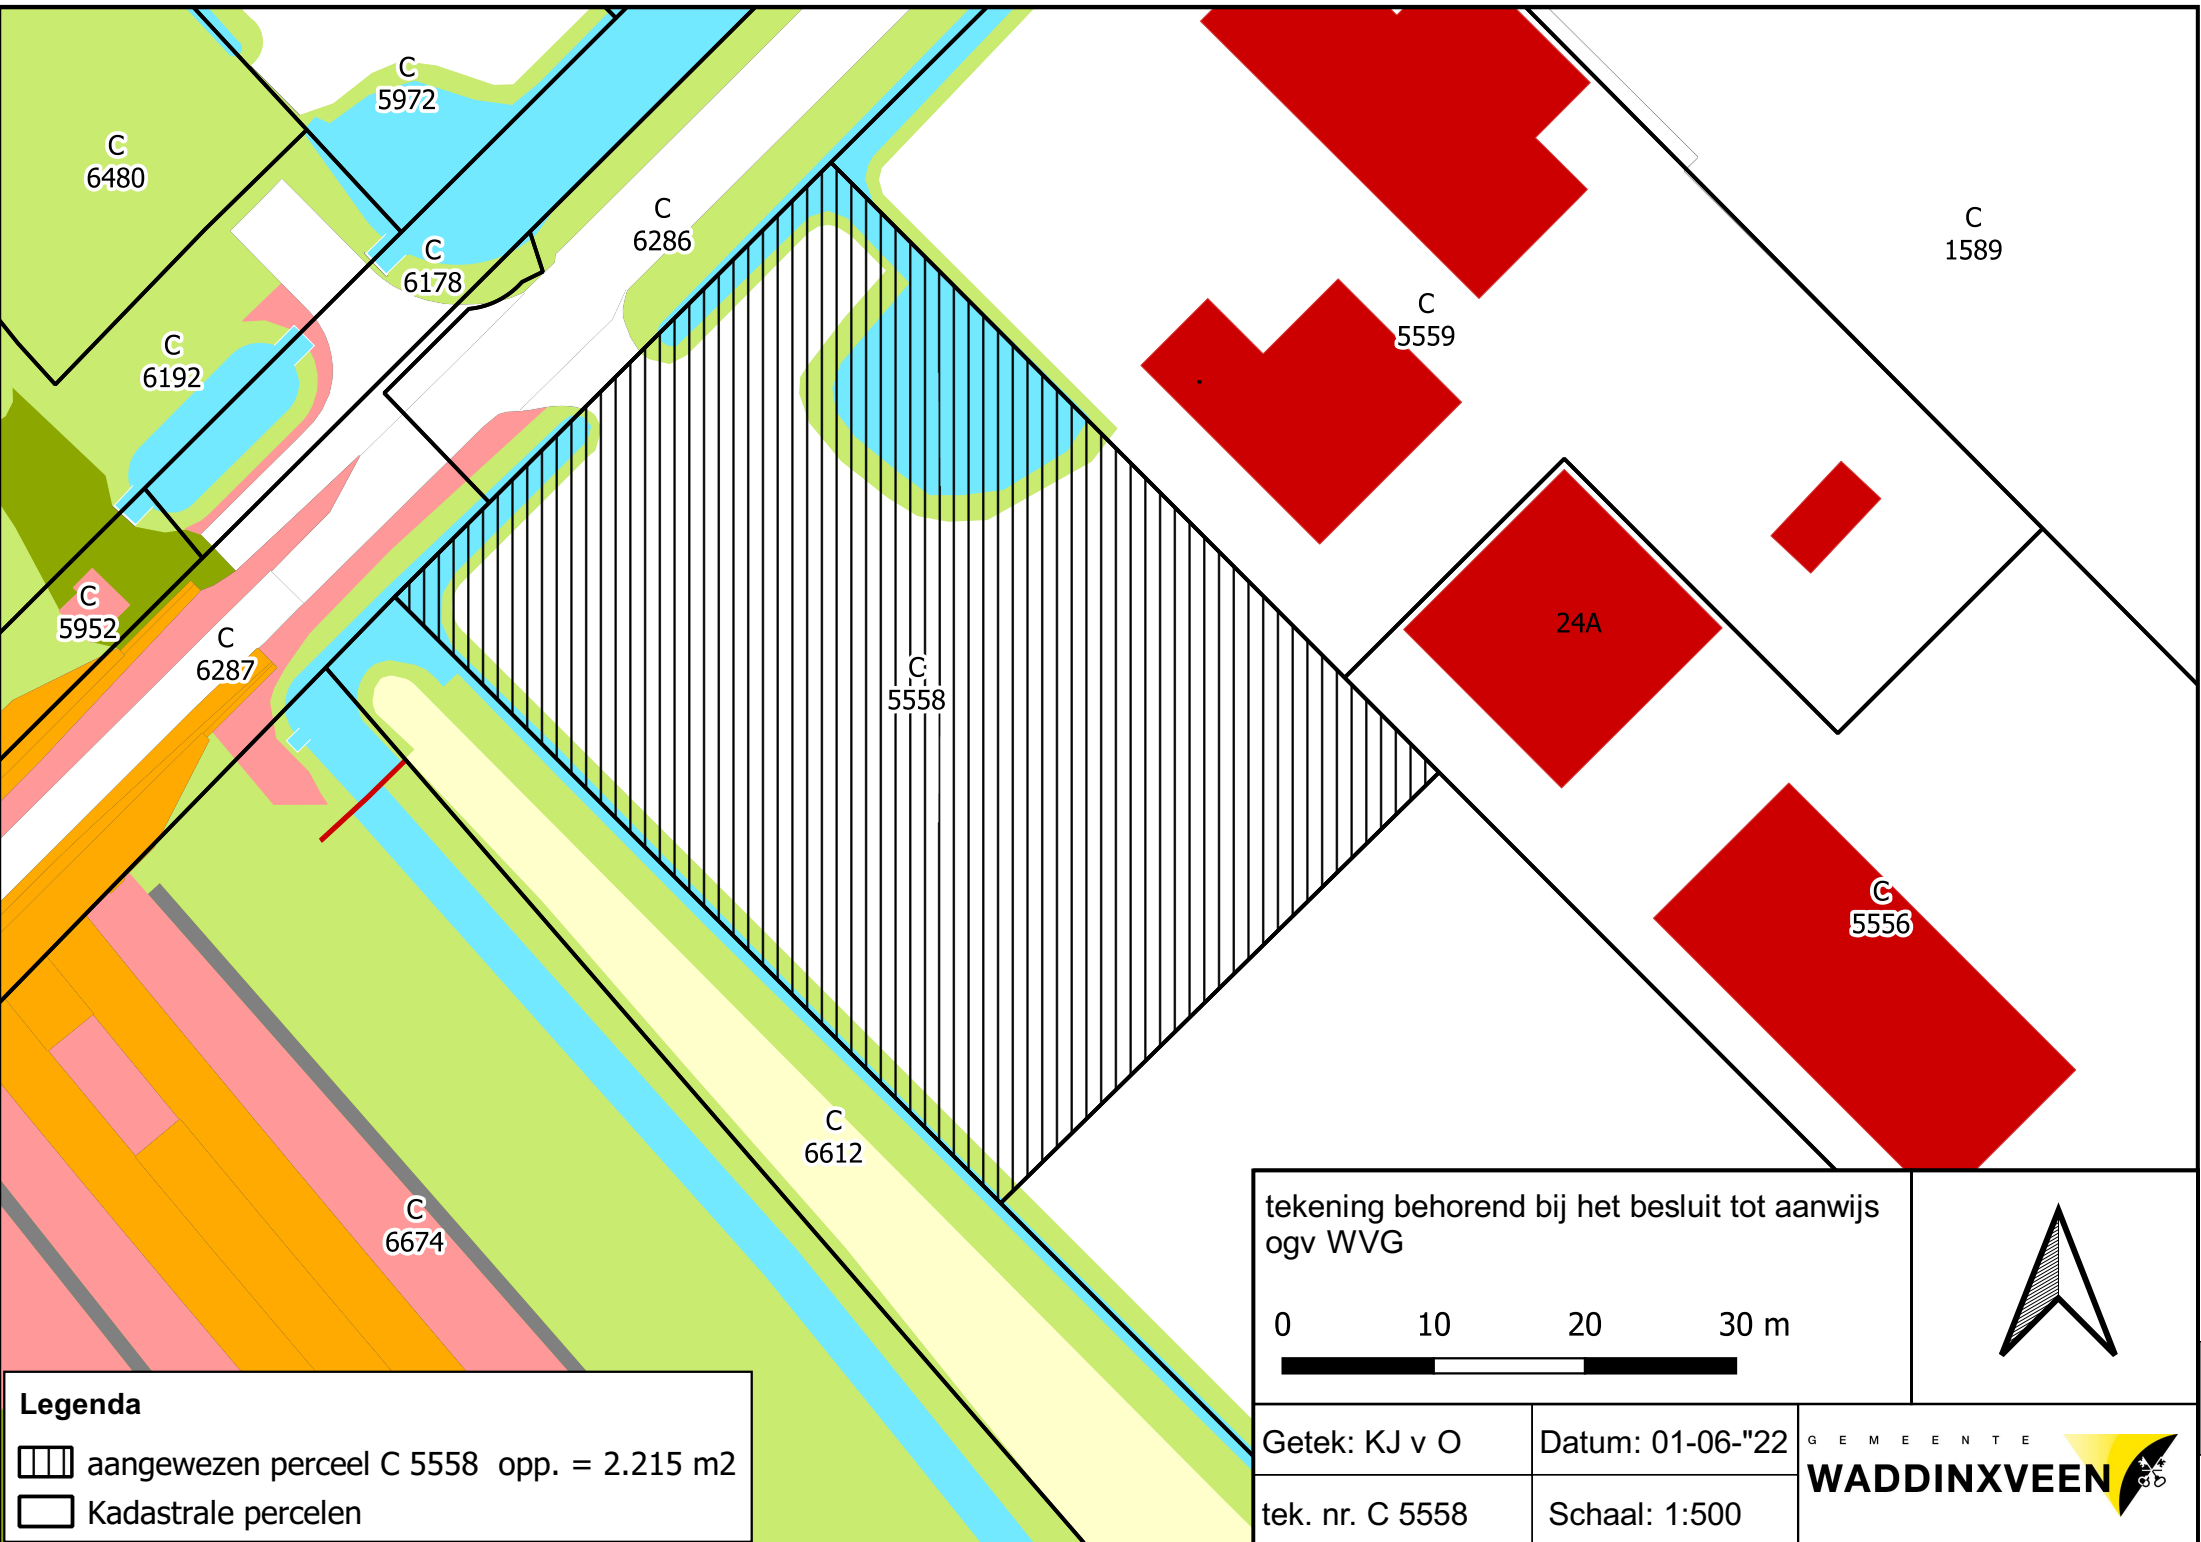 C
5972
C
6480
C
6286
C
6178
C
1589
C
5559
C
6192
C
5952
C
6287
24A
C
5558
C
5556
C
6612
C
6674
tekening behorend bij het besluit tot aanwijs
ogv WVG
0 10 20 30 m
Legenda
aangewezen perceel C 5558 opp. = 2.215 m2
Kadastrale percelen
Getek: KJ v O
Datum: 01-06-"22
tek. nr. C 5558
Schaal: 1:500
GEMEENTE
WADDINXVEEN